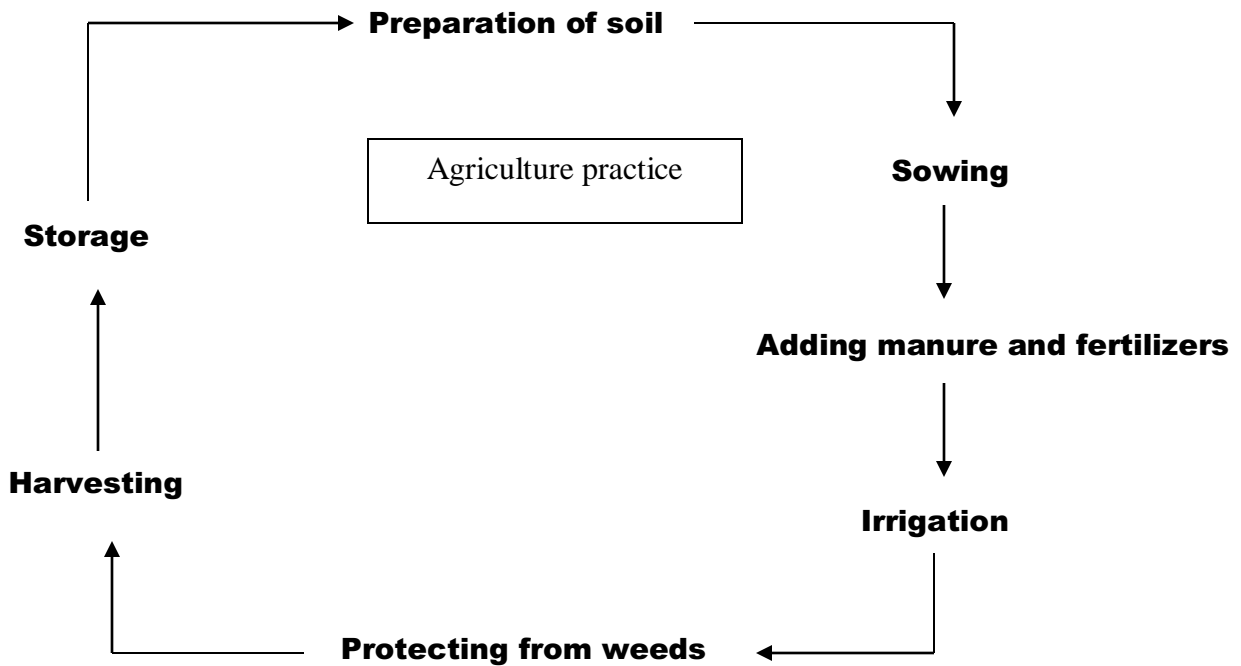 Preparation of soil
Agriculture practice
Sowing
Storage
Adding manure and fertilizers
Harvesting
Irrigation
Protecting from weeds